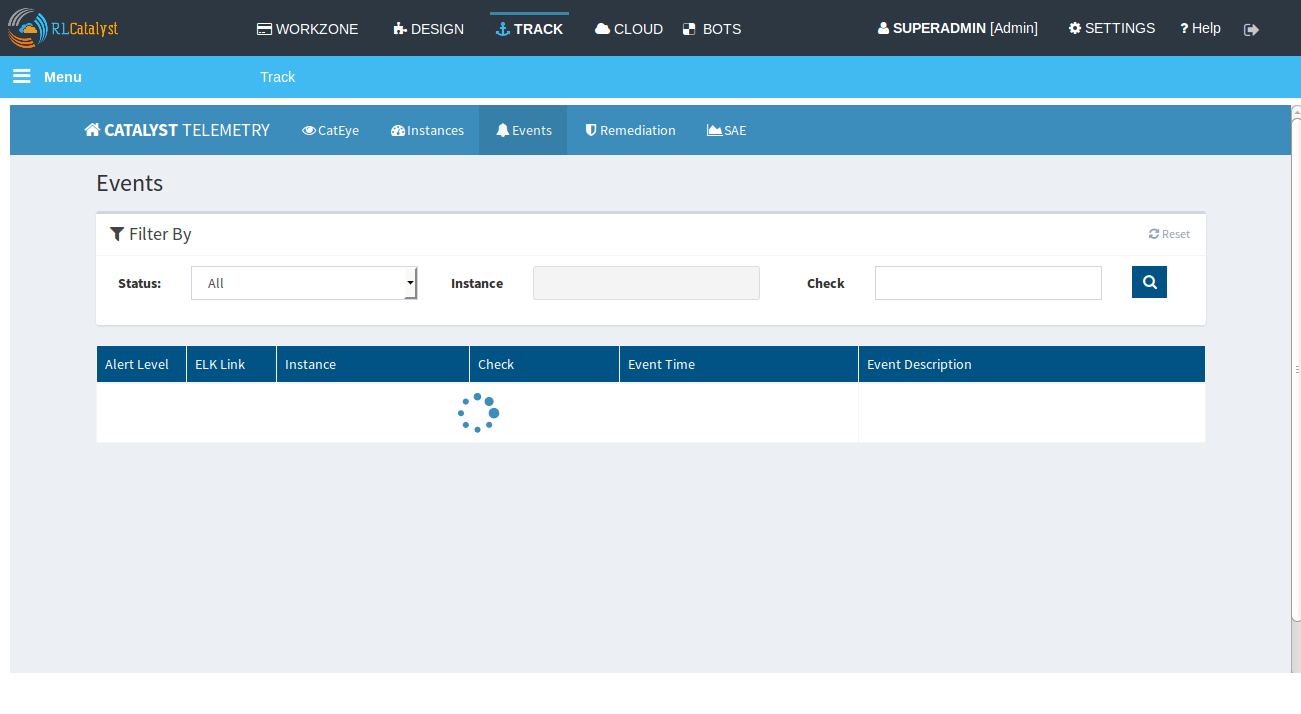 RLCatalyst WORKZONE DESIGN TRACK CLOUD BOTS SUPERADMIN [Admin] SETTINGS ? Help
Menu Track
CATALYST TELEMETRY CatEye Instances Events Remediation SAE
Events
Filter By Reset
Status: All Instance Check
Alert Level ELK Link Instance Check Event Time Event Description